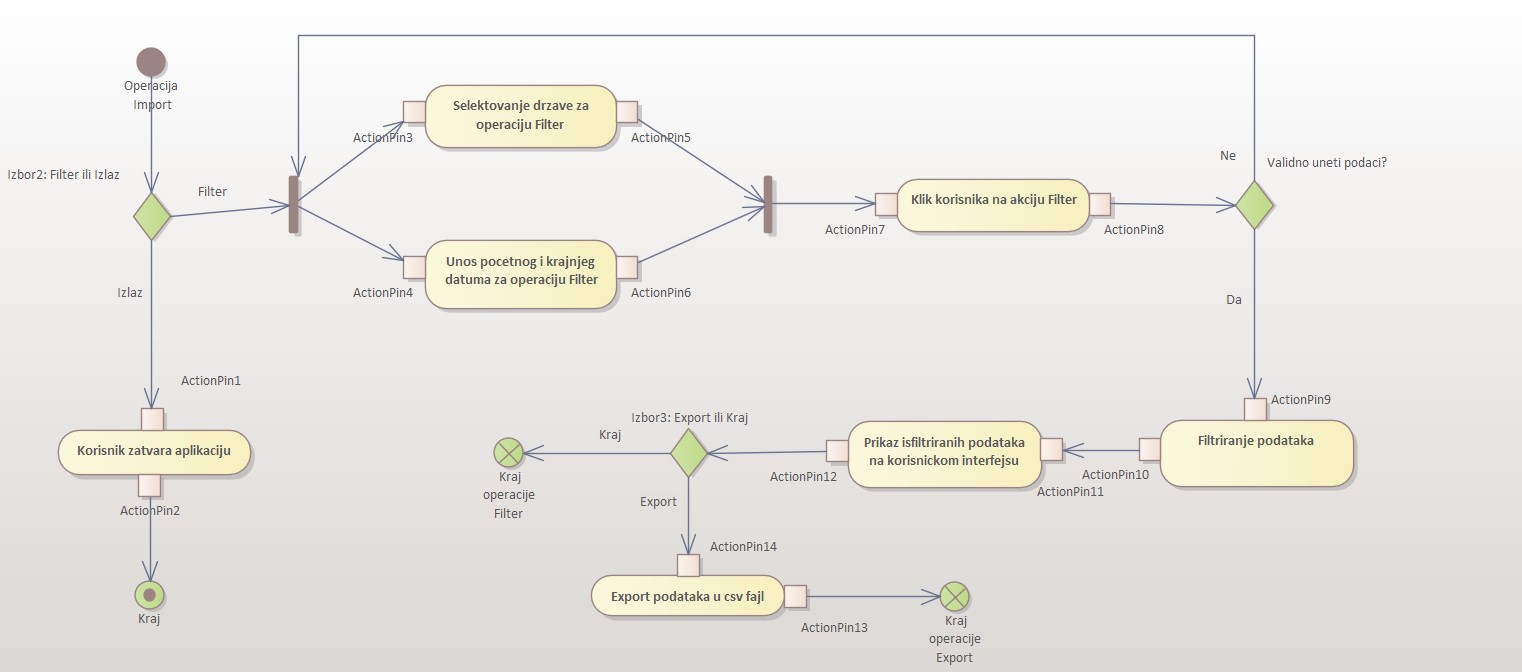 Operacija
Import
Izbor2: Filter ili Izlaz
Filter
Izlaz
ActionPin3
Selektovanje drzave za
operaciju Filter
ActionPin5
ActionPin4
Unos pocetnog i krajnjeg
datuma za operaciju Filter
ActionPin6
ActionPin7
Klik korisnika na akciju Filter
ActionPin8
Ne
Validno uneti podaci?
Da
ActionPin1
Korisnik zatvara aplikaciju
ActionPin2
Kraj
ActionPin9
Filtriranje podataka
ActionPin10
ActionPin11
Prikaz isfiltriranih podataka
na korisnickom interfejsu
ActionPin12
Izbor3: Export ili Kraj
Kraj
Kraj
operacije
Filter
Export
ActionPin14
Export podataka u csv fajl
ActionPin13
Kraj
operacije
Export